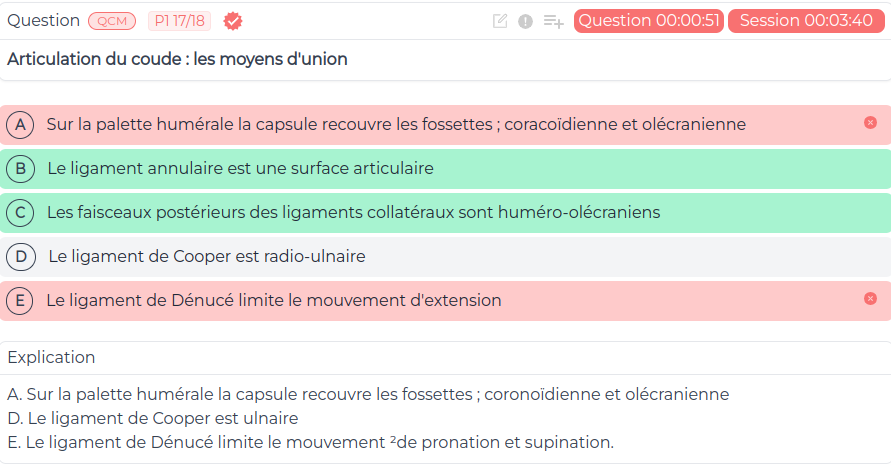 Question QCM P1 17/18 Question 00:00:51 Session 00:03:40
Articulation du coude : les moyens d'union
A Sur la palette humérale la capsule recouvre les fossettes ; coracoïdienne et olécranienne
B Le ligament annulaire est une surface articulaire
C Les faisceaux postérieurs des ligaments collatéraux sont huméro-olécraniens
D Le ligament de Cooper est radio-ulnaire
E Le ligament de Dénucé limite le mouvement d'extension
Explication
A. Sur la palette humérale la capsule recouvre les fossettes ; coronoïdienne et olécranienne
D. Le ligament de Cooper est ulnaire
E. Le ligament de Dénucé limite le mouvement ²de pronation et supination.